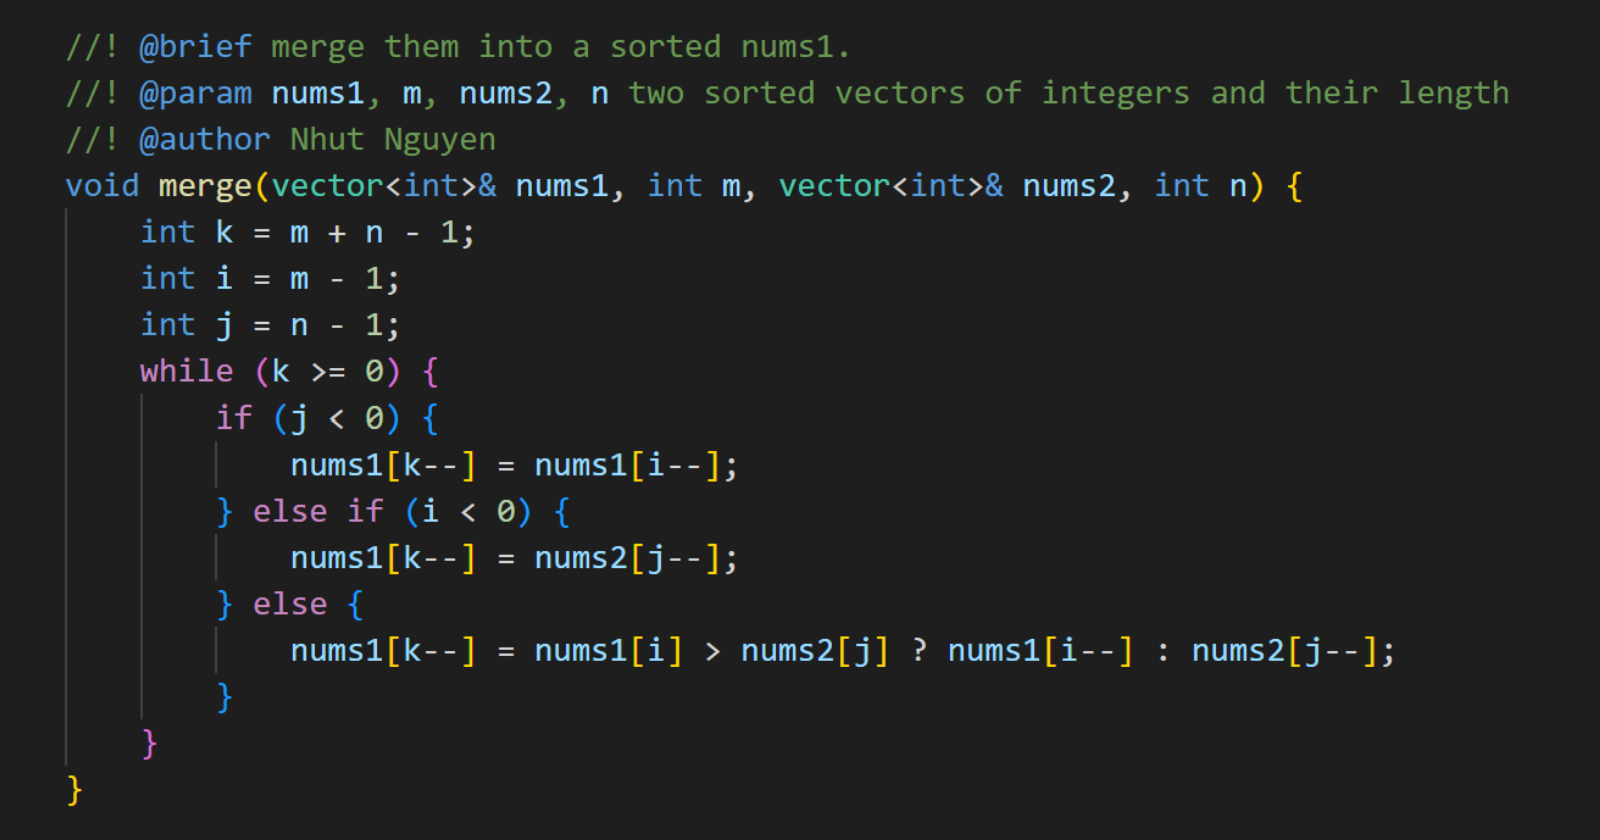 //! @brief merge them into a sorted nums1.
//! @param nums1, m, nums2, n two sorted vectors of integers and their length
//! @author Nhut Nguyen
void merge(vector<int>& nums1, int m, vector<int>& nums2, int n) {
    int k = m + n - 1;
    int i = m - 1;
    int j = n - 1;
    while (k >= 0) {
        if (j < 0) {
            nums1[k--] = nums1[i--];
        } else if (i < 0) {
            nums1[k--] = nums2[j--];
        } else {
            nums1[k--] = nums1[i] > nums2[j] ? nums1[i--] : nums2[j--];
        }
    }
}